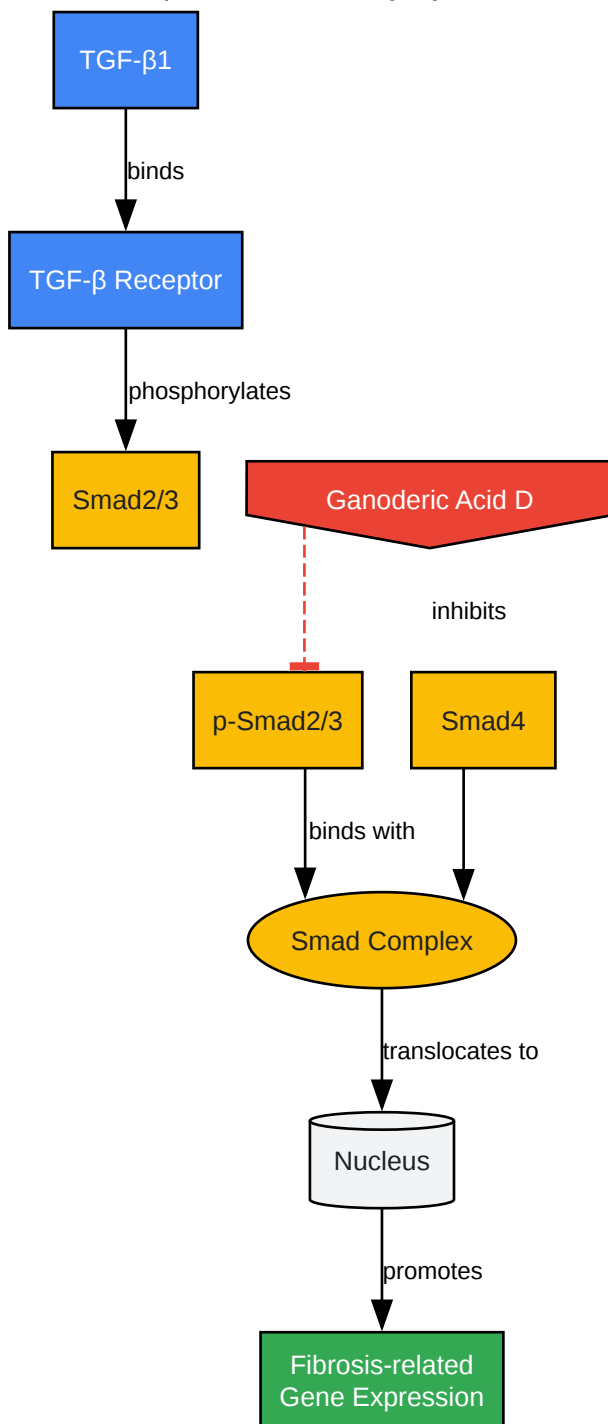 TGF-β1
binds
TGF-β Receptor
phosphorylates
Smad2/3
Ganoderic Acid D
inhibits
p-Smad2/3
Smad4
binds with
Smad Complex
translocates to
Nucleus
promotes
Fibrosis-related
Gene Expression